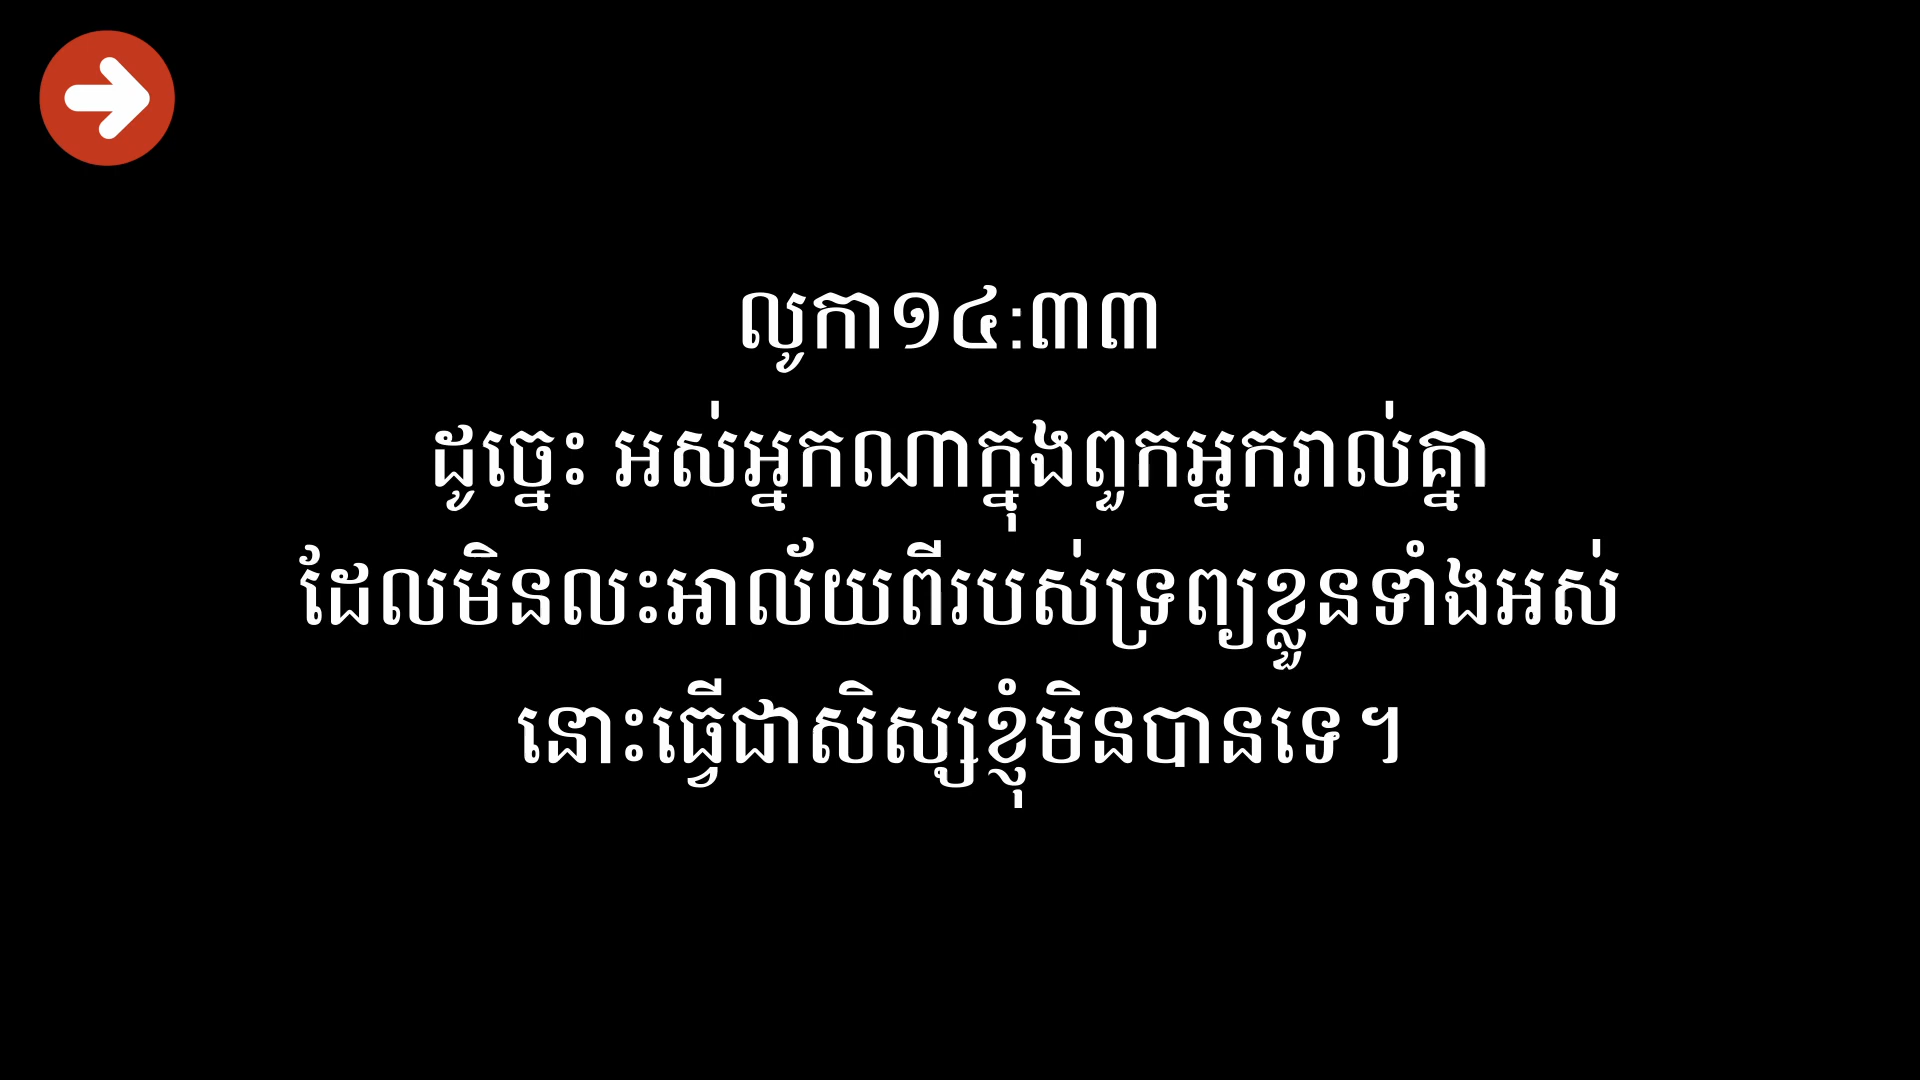 លូកា១៤:៣៣
ដូច្នេះ អស់អ្នកណាក្នុងពួកអ្នករាល់គ្នា
ដែលមិនលះអាល័យពីរបស់ទ្រព្យខ្លួនទាំងអស់
នោះធ្វើជាសិស្សខ្ញុំមិនបានទេ។